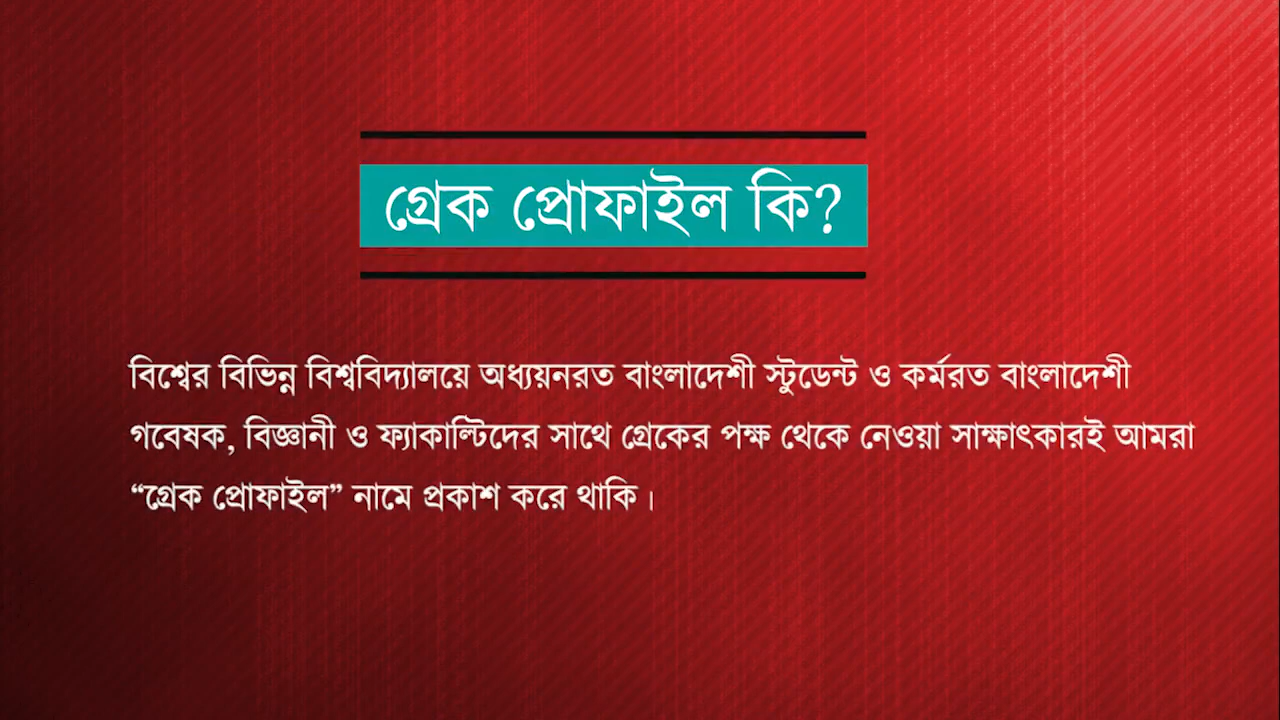 গ্রেক প্রোফাইল কি?
বিশ্বের বিভিন্ন বিশ্ববিদ্যালয়ে অধ্যয়নরত বাংলাদেশী স্টুডেন্ট ও কর্মরত বাংলাদেশী
গবেষক, বিজ্ঞানী ও ফ্যাকাল্টিদের সাথে গ্রেকের পক্ষ থেকে নেওয়া সাক্ষাৎকারই আমরা
“গ্রেক প্রোফাইল” নামে প্রকাশ করে থাকি।